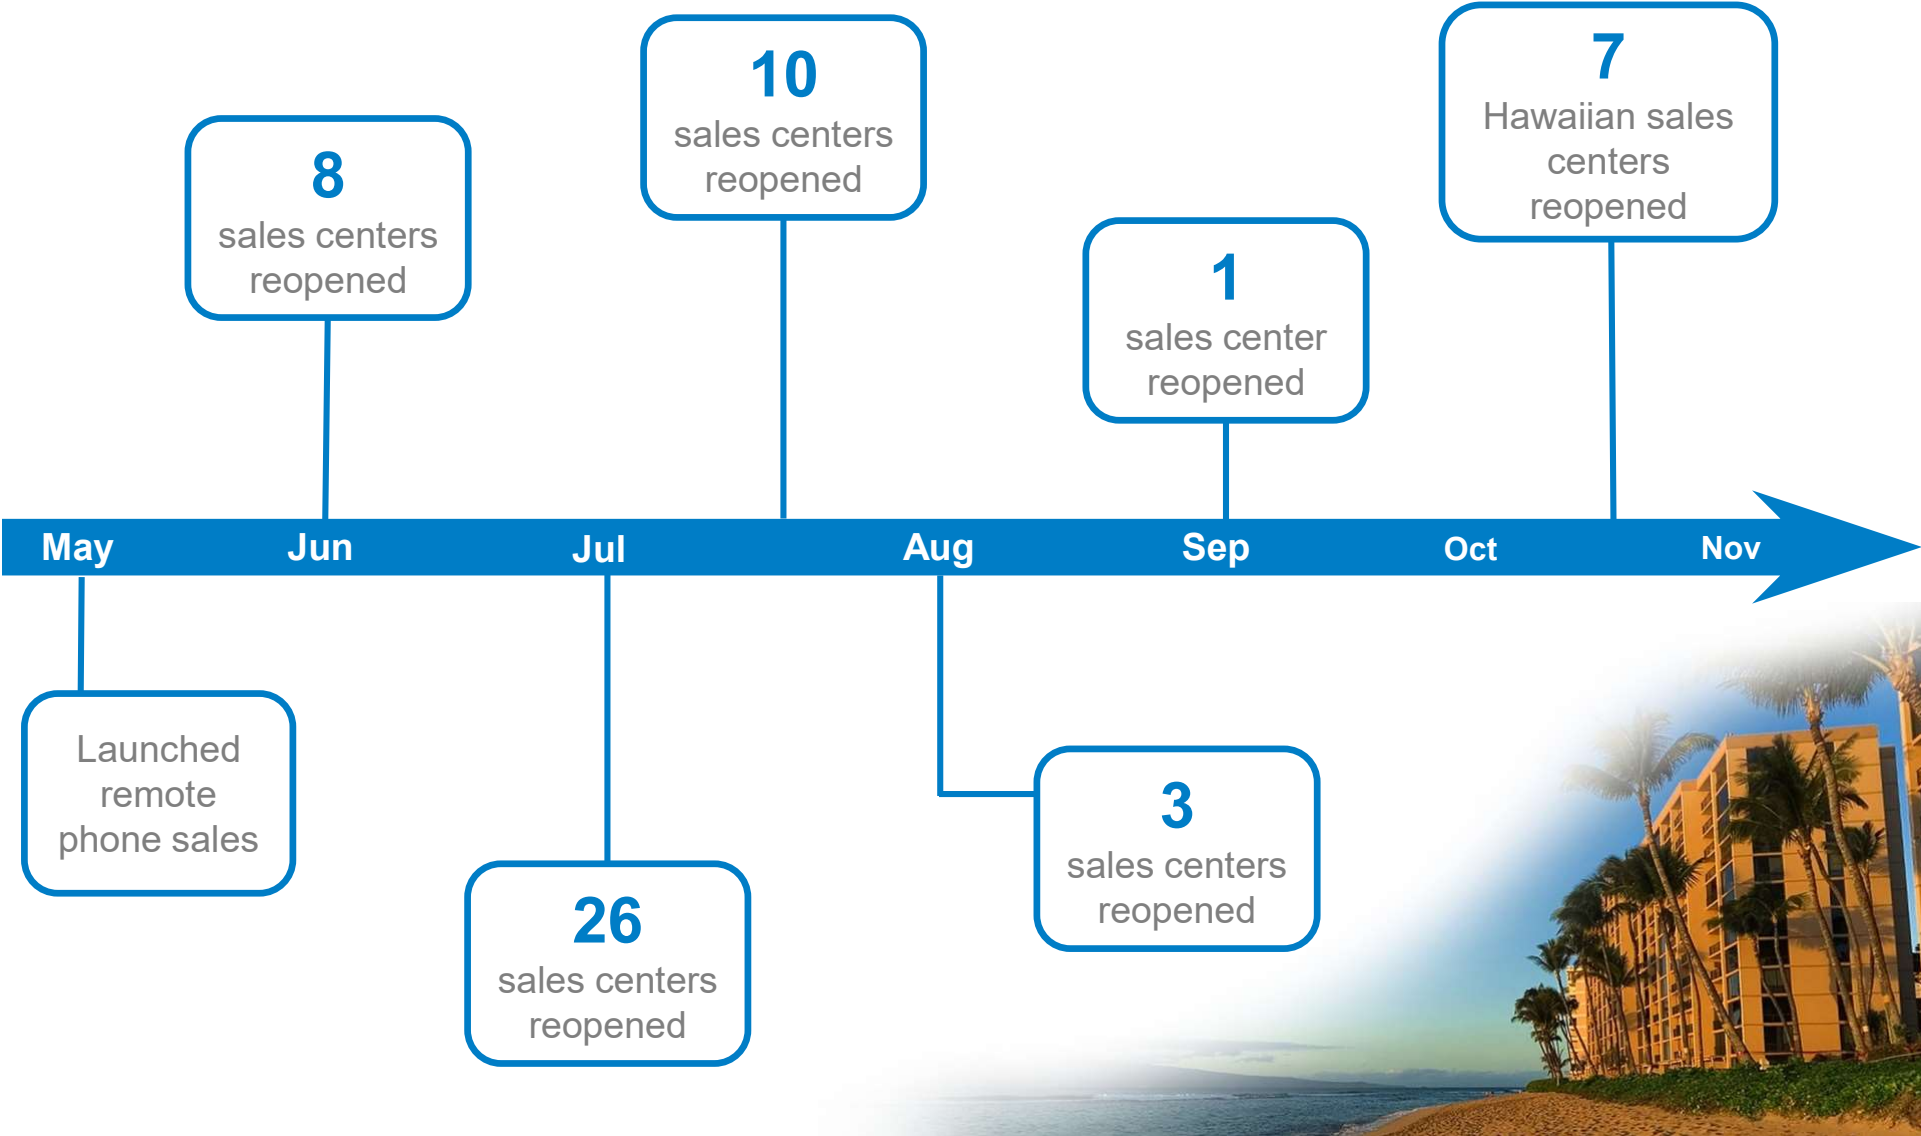 8
sales centers
reopened
10
sales centers
reopened
1
sales center
reopened
7
Hawaiian sales
centers
reopened
May
Jun
Jul
Aug
Sep
Oct
Nov
Launched
remote
phone sales
26
sales centers
reopened
3
sales centers
reopened